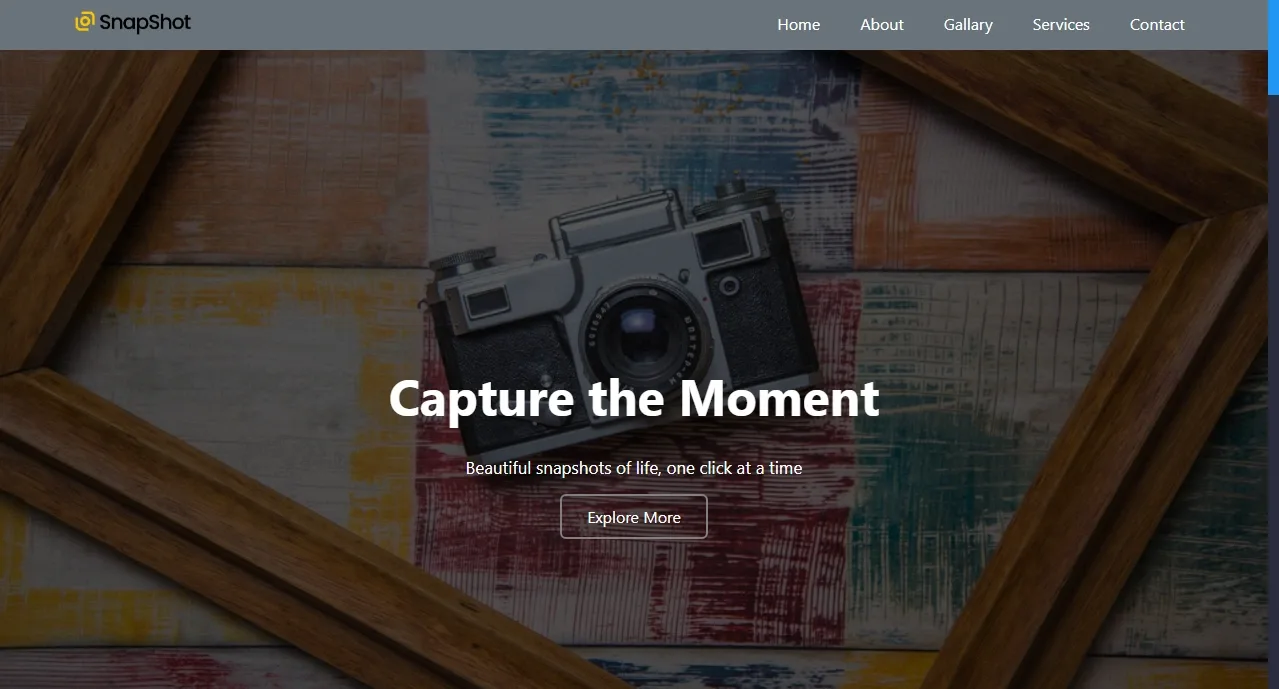 SnapShot
Home
About
Gallary
Services
Contact
Capture the Moment
Beautiful snapshots of life, one click at a time
Explore More